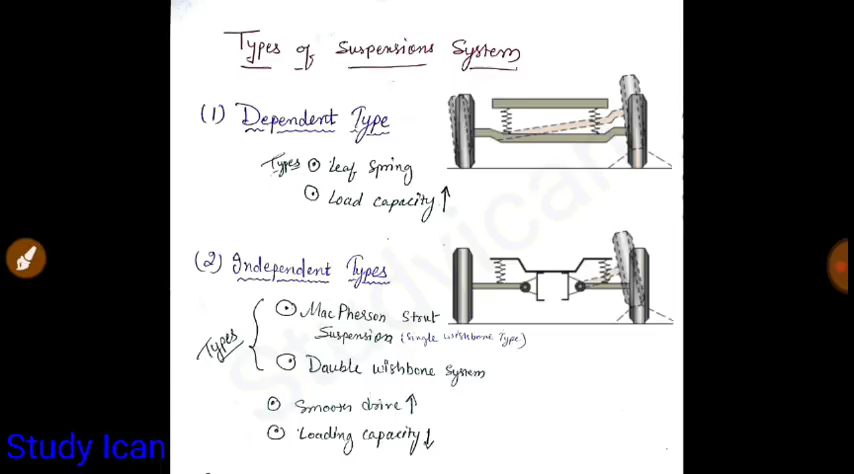 Types of Suspensions System
(1) Dependent Type
Types ⊙ Leaf Spring
⊙ Load capacity ↑
(2) Independent Types
Types { ⊙ MacPherson Strut
Suspension (Single Wishbone Type)
⊙ Double Wishbone System
⊙ Smooth drive ↑
⊙ Loading capacity ↓
Study Ican
Studyican